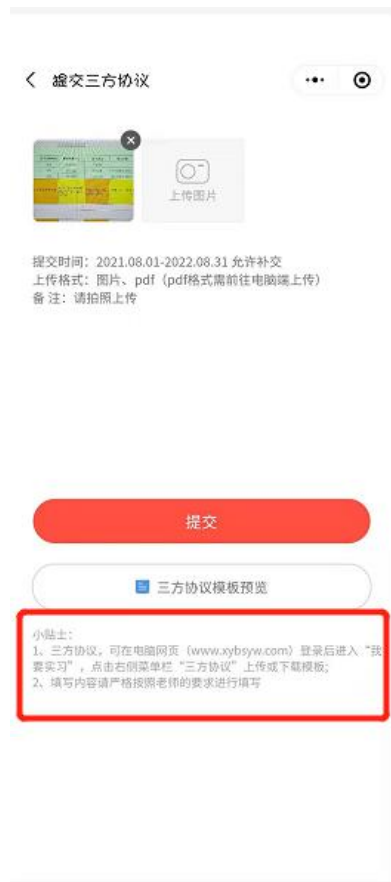 提交三方协议
上传图片
提交时间：2021.08.01-2022.08.31 允许补交
上传格式：图片、pdf（pdf格式需前往电脑端上传）
备 注：请拍照上传
提交
三方协议模板预览
小贴士：
1、三方协议，可在电脑网页（www.xybsyw.com）登录后进入“我
要实习”，点击右侧菜单栏“三方协议”上传或下载模板；
2、填写内容请严格按照老师的要求进行填写